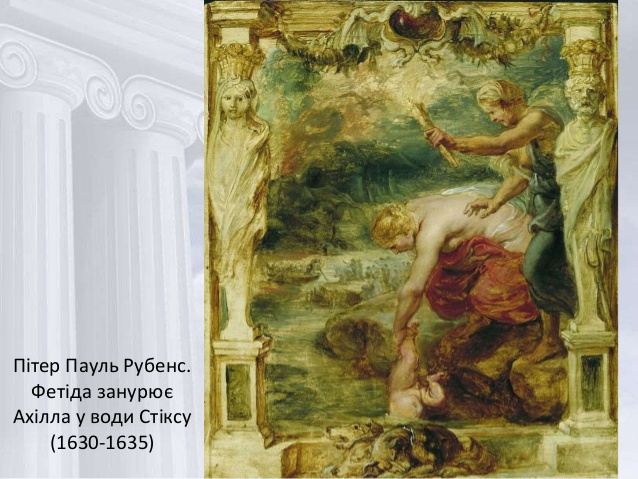 Пітер Пауль Рубенс.
Фетіда занурює
Ахілла у води Стіксу
(1630-1635)